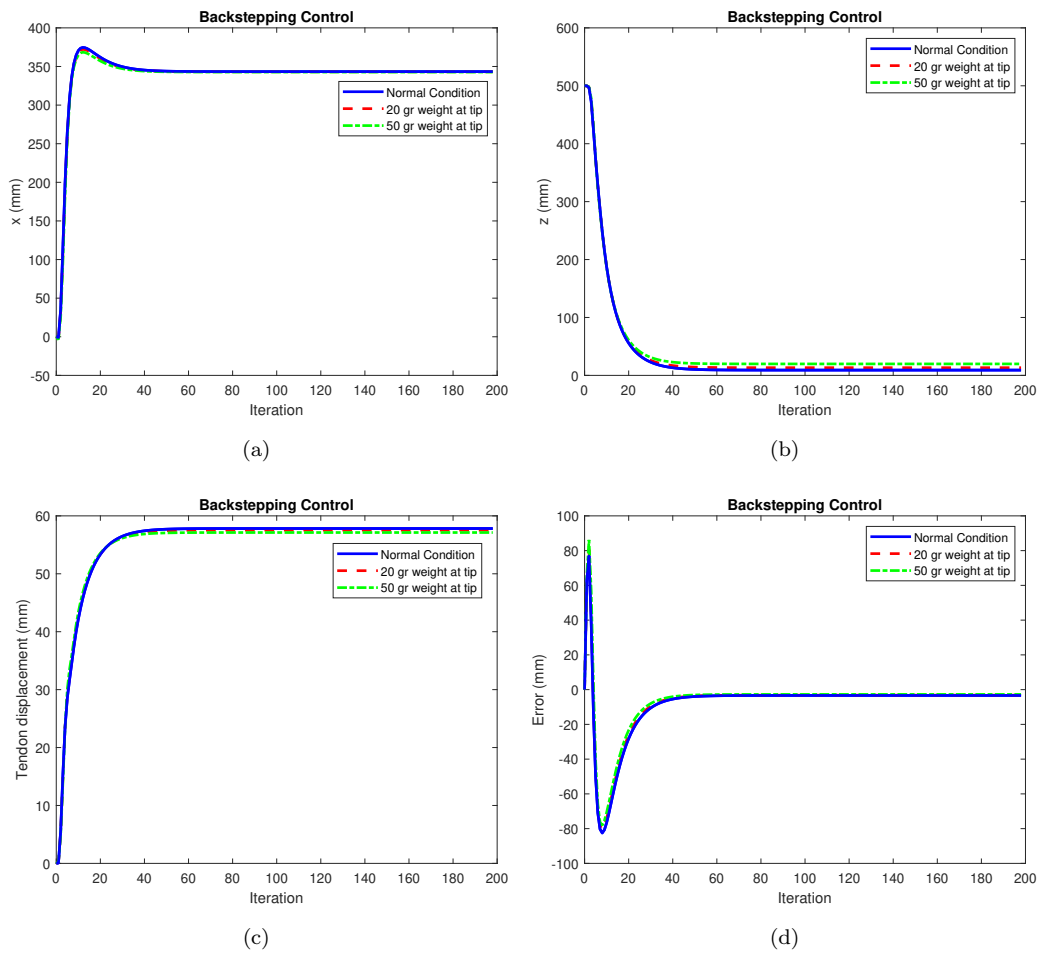 Backstepping Control
400
350
300
250
200
150
100
50
0
-50
x (mm)
Normal Condition
20 gr weight at tip
50 gr weight at tip
0 20 40 60 80 100 120 140 160 180 200
Iteration
(a)
Backstepping Control
600
500
400
300
200
100
0
z (mm)
Normal Condition
20 gr weight at tip
50 gr weight at tip
0 20 40 60 80 100 120 140 160 180 200
Iteration
(b)
Backstepping Control
60
50
40
30
20
10
0
Tendon displacement (mm)
Normal Condition
20 gr weight at tip
50 gr weight at tip
0 20 40 60 80 100 120 140 160 180 200
Iteration
(c)
Backstepping Control
100
80
60
40
20
0
-20
-40
-60
-80
-100
Error (mm)
Normal Condition
20 gr weight at tip
50 gr weight at tip
0 20 40 60 80 100 120 140 160 180 200
Iteration
(d)